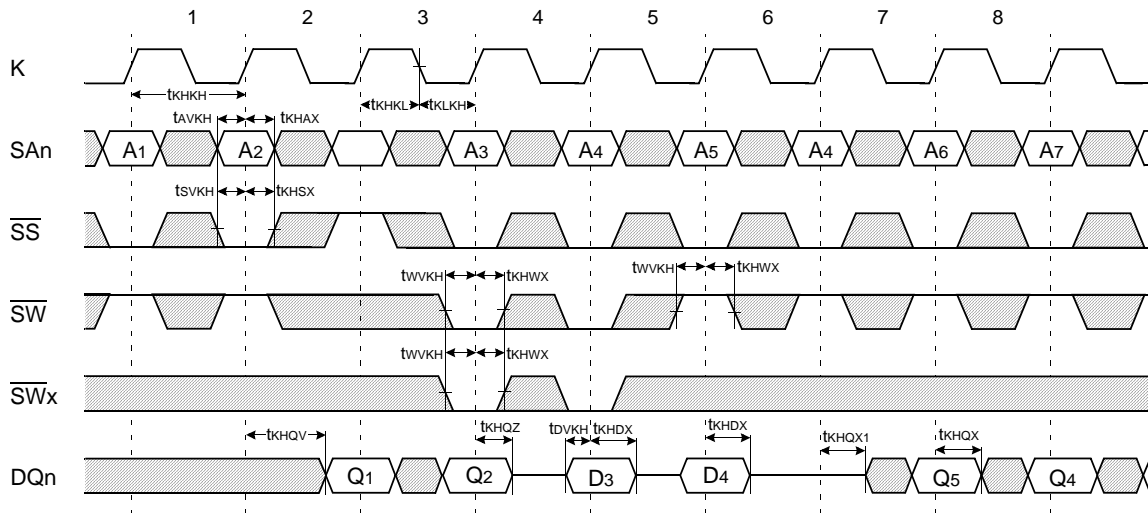 1 2 3 4 5 6 7 8
K
tKHKH tKHKL tKLKH
tAVKH tKHAX
SAn A1 A2 A3 A4 A5 A4 A6 A7
tSVKH tKHSX
SS
tWVKH tKHWX tWVKH tKHWX
SW
tWVKH tKHWX
SWx
tKHQV tKHQZ tDVKH tKHDX tKHDX tKHQX1 tKHQX
DQn Q1 Q2 D3 D4 Q5 Q4